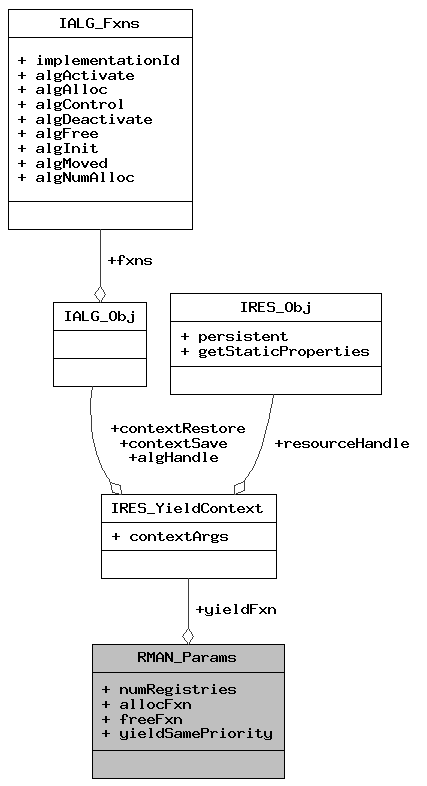 IALG_Fxns
+ implementationId
+ algActivate
+ algAlloc
+ algControl
+ algDeactivate
+ algFree
+ algInit
+ algMoved
+ algNumAlloc
+fxns
IALG_Obj
IRES_Obj
+ persistent
+ getStaticProperties
+contextRestore
+contextSave
+algHandle
+resourceHandle
IRES_YieldContext
+ contextArgs
+yieldFxn
RMAN_Params
+ numRegistries
+ allocFxn
+ freeFxn
+ yieldSamePriority